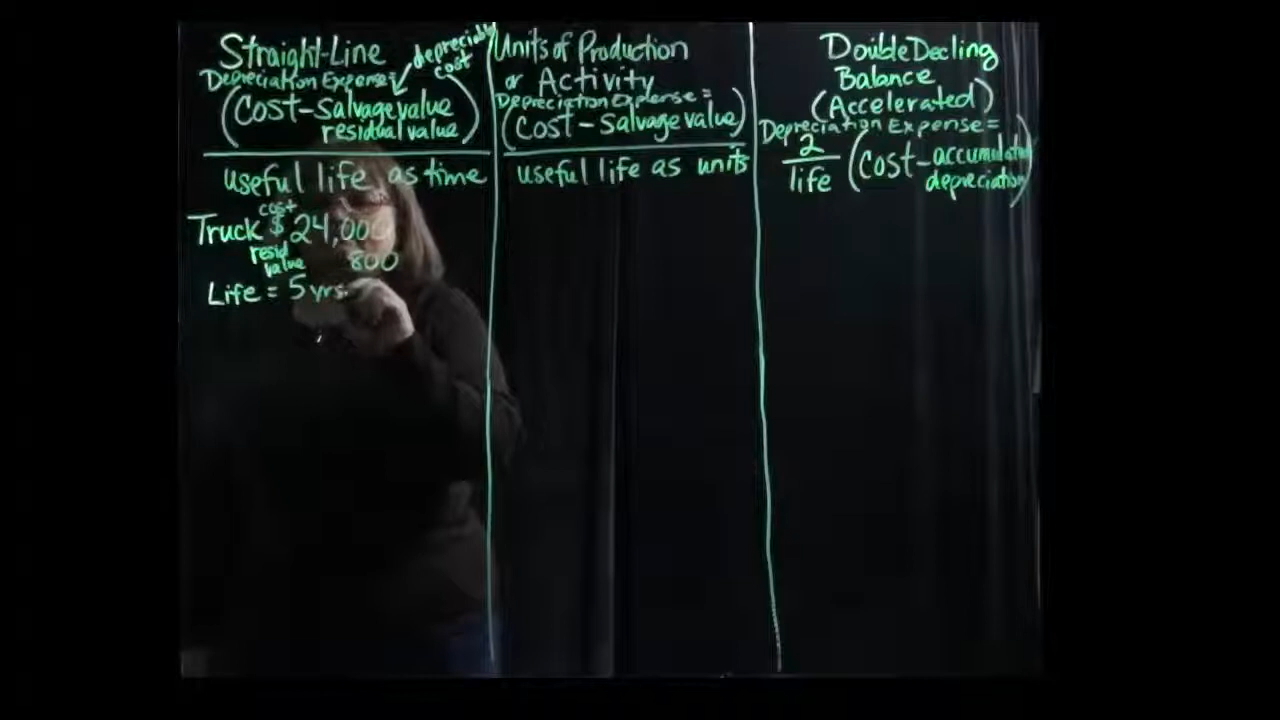 Straight-Line
depreciable
cost
Depreciation Expense=
(Cost-salvage value
residual value)
useful life as time
Truck cost $24,000
resid
value 800
Life = 5 yrs.
Units of Production
or Activity
Depreciation Expense =
(Cost-salvage value)
useful life as units
Double Decling
Balance
(Accelerated)
Depreciation Expense =
2
life (Cost-accumulated
depreciation)